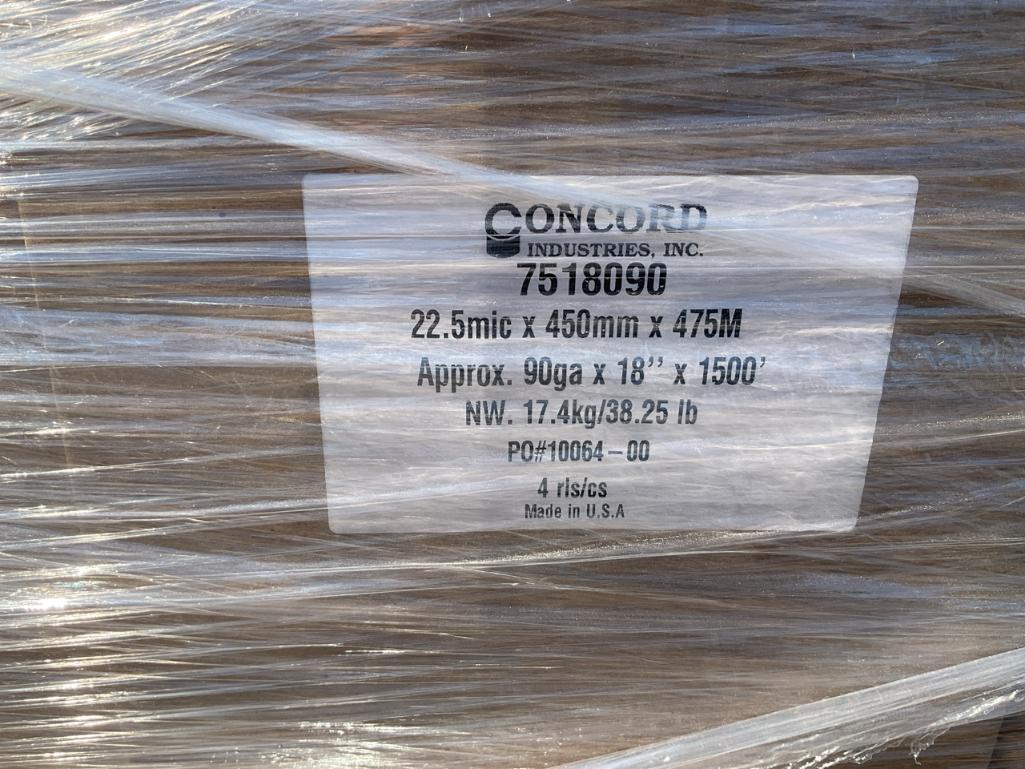 CONCORD
INDUSTRIES, INC.
7518090
22.5mic x 450mm x 475M
Approx. 90ga x 18” x 1500’
NW. 17.4kg/38.25 lb
PO#10064-00
4 rls/cs
Made in U.S.A